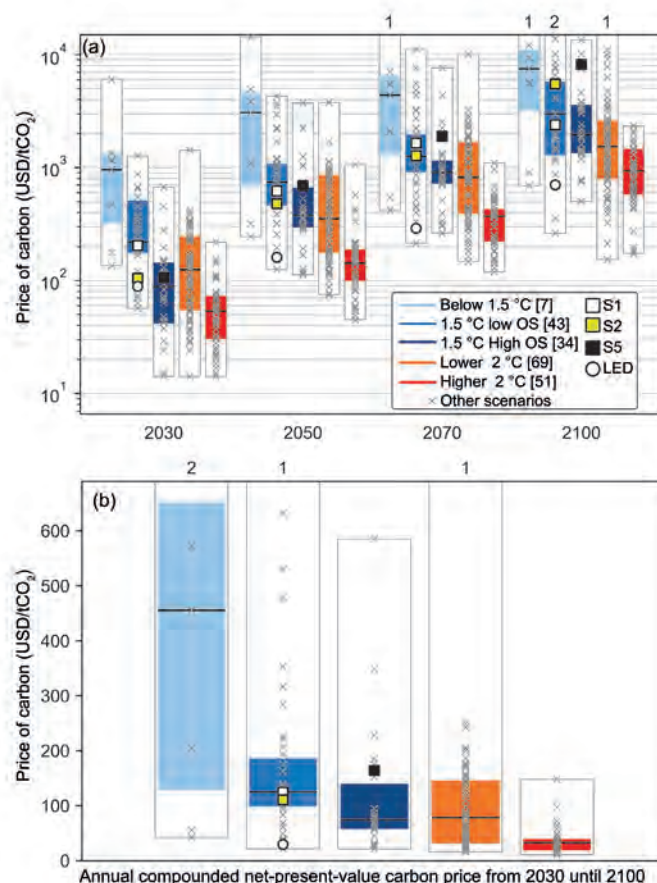 1 1 2 1
(a)
Price of carbon (USD/tCO₂)
10⁴
10³
10²
10¹
Below 1.5 °C [7]
1.5 °C low OS [43]
1.5 °C High OS [34]
Lower 2 °C [69]
Higher 2 °C [51]
Other scenarios
S1
S2
S5
LED
2030 2050 2070 2100
2 1 1
(b)
Price of carbon (USD/tCO₂)
600
500
400
300
200
100
0
Annual compounded net-present-value carbon price from 2030 until 2100